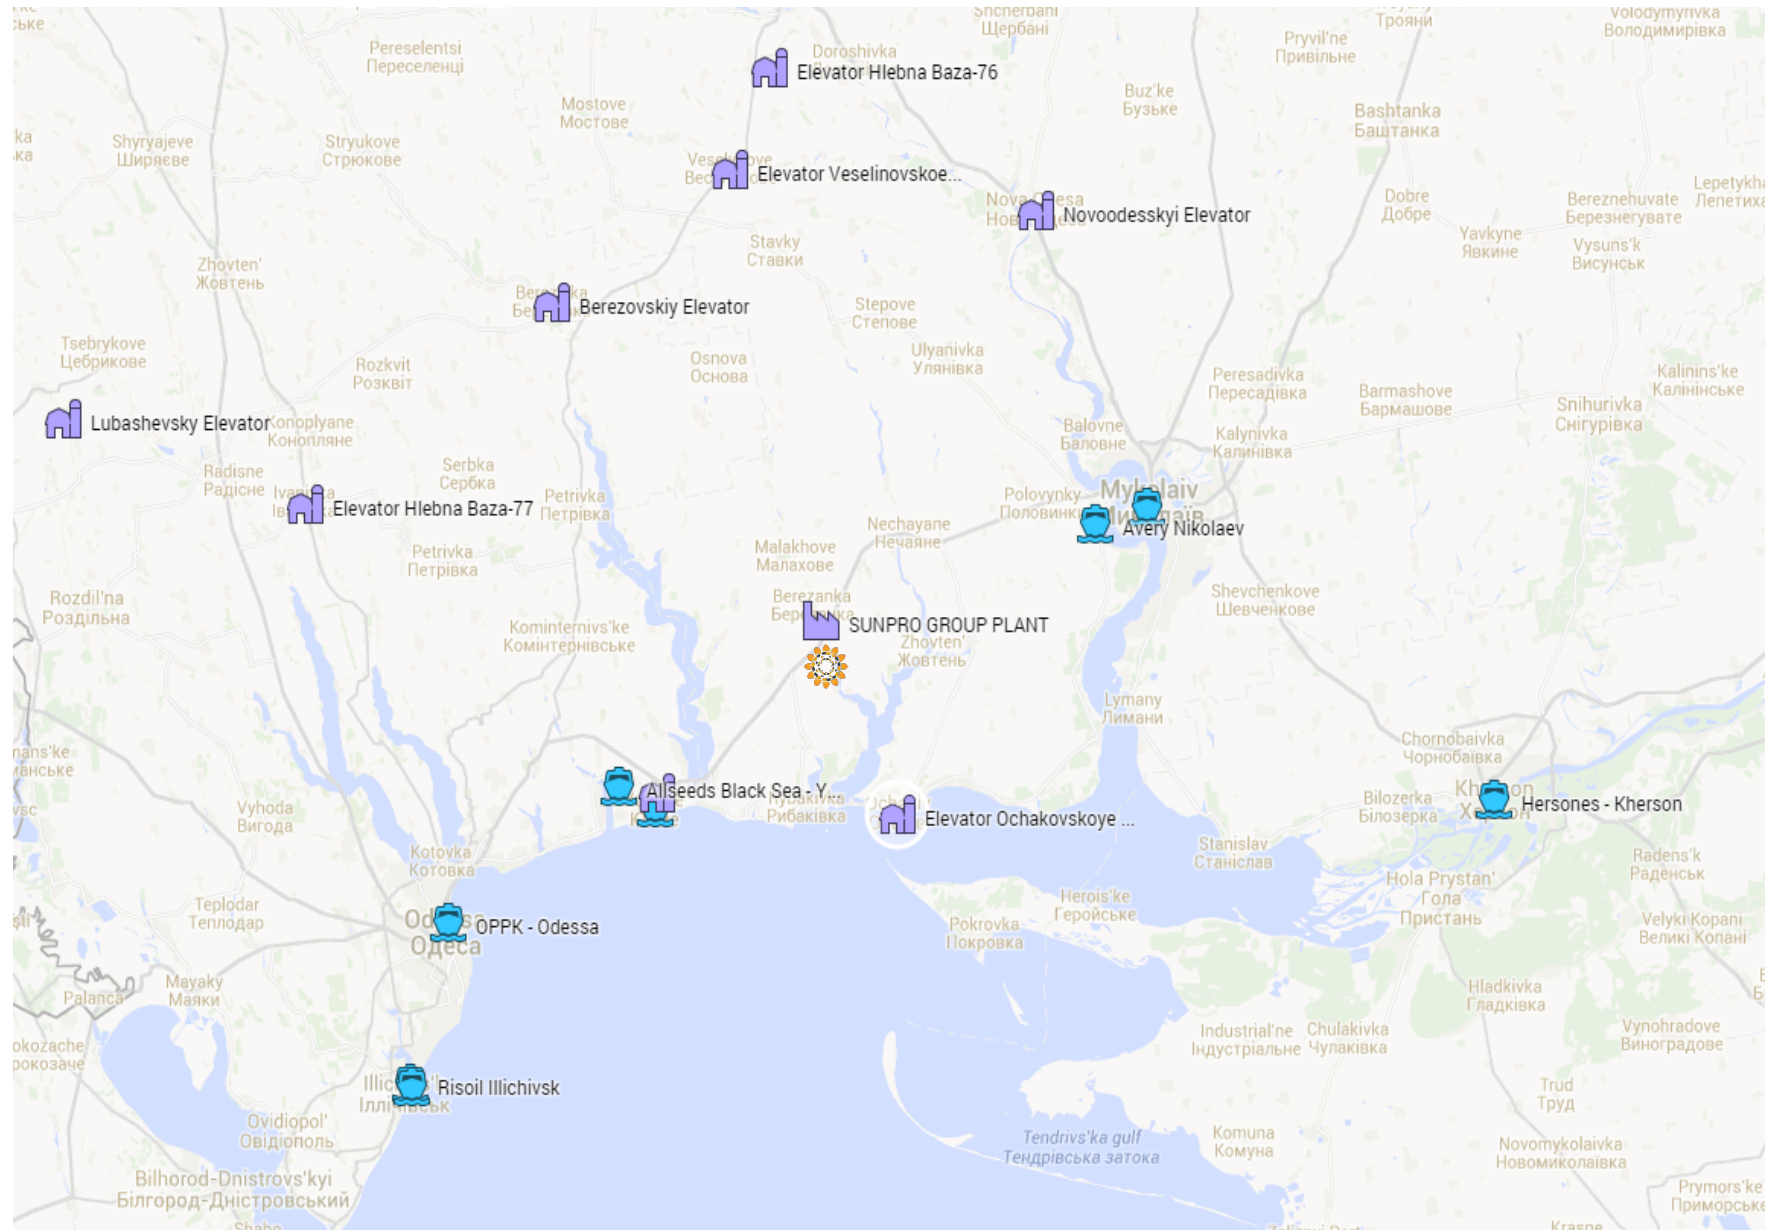 Pereselentsi
Переселенці
Doroshivka
Щербані
Трояни
Pryvil'ne
Привільне
Володимирівка
Elevator Hlebna Baza-76
Mostove
Мостове
Buz'ke
Бузьке
Bashtanka
Баштанка
Shyryajeve
Ширяєве
Stryukove
Стрюкове
Elevator Veselinovskoe...
Novoodesskyi Elevator
Dobre
Добре
Bereznehuvate
Березнегувате
Stavky
Ставки
Yavkyne
Явкине
Vysuns'k
Висунськ
Zhovten'
Жовтень
Berezovskiy Elevator
Stepove
Степове
Tsebrykove
Цебрикове
Rozkvit
Розквіт
Osnova
Основа
Ulyanivka
Улянівка
Peresadivka
Пересадівка
Barmashove
Бармашове
Kalinins'ke
Калінінське
Snihurivka
Снігурівка
Lubashevsky Elevator
Konoplyane
Конопляне
Balovne
Баловне
Kalynivka
Калинівка
Radisne
Радісне
Serbka
Сербка
Elevator Hlebna Baza-77
Petrivka
Петрівка
Polovynky
Mykolaiv
Avery Nikolaev
Nechayane
Нечаяне
Petrivka
Петрівка
Malakhove
Малахове
Rozdil'na
Роздільна
Berezanka
SUNPRO GROUP PLANT
Shevchenkove
Шевченкове
Kominternivs'ke
Комінтернівське
Zhovten'
Жовтень
Lymany
Лимани
Chornobaivka
Чорнобаївка
Allseeds Black Sea - Y...
Rybakivka
Рибаківка
Elevator Ochakovskoye ...
Bilozerka
Білозерка
Hersones - Kherson
Vyhoda
Вигода
Kotovka
Котовка
Stanislav
Станіслав
Radens'k
Раденськ
Hola Prystan'
Гола
Пристань
Herois'ke
Геройське
Teplodar
Теплодар
OPPK - Odessa
Одеса
Pokrovka
Покровка
Velyki Kopani
Великі Копані
Mayaky
Маяки
Palanca
Hladkivka
Гладківка
Industrial'ne
Індустріальне
Chulakivka
Чулаківка
Vynohradove
Виноградове
Risoil Illichivsk
Trud
Труд
Ovidiopol'
Овідіополь
Tendrivs'ka gulf
Тендрівська затока
Komuna
Комуна
Novomykolaivka
Новомиколаївка
Bilhorod-Dnistrovs'kyi
Білгород-Дністровський
Prymors'ke
Приморське